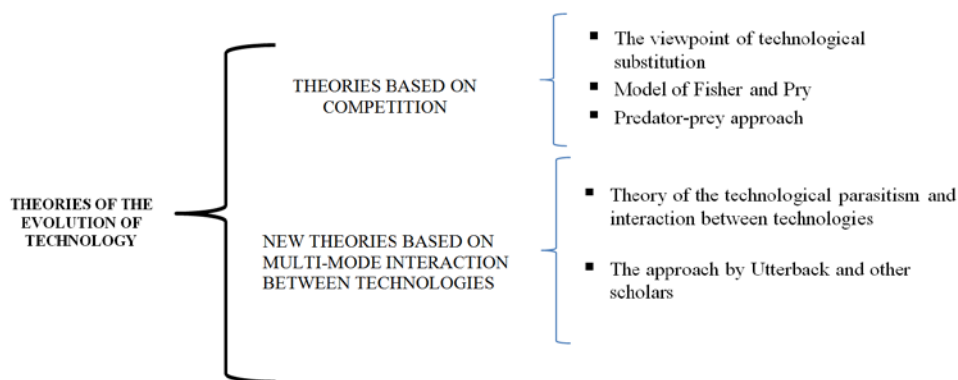 THEORIES OF THE
EVOLUTION OF
TECHNOLOGY
THEORIES BASED ON
COMPETITION
▪ The viewpoint of technological
substitution
▪ Model of Fisher and Pry
▪ Predator-prey approach
NEW THEORIES BASED ON
MULTI-MODE INTERACTION
BETWEEN TECHNOLOGIES
▪ Theory of the technological parasitism and
interaction between technologies
▪ The approach by Utterback and other
scholars